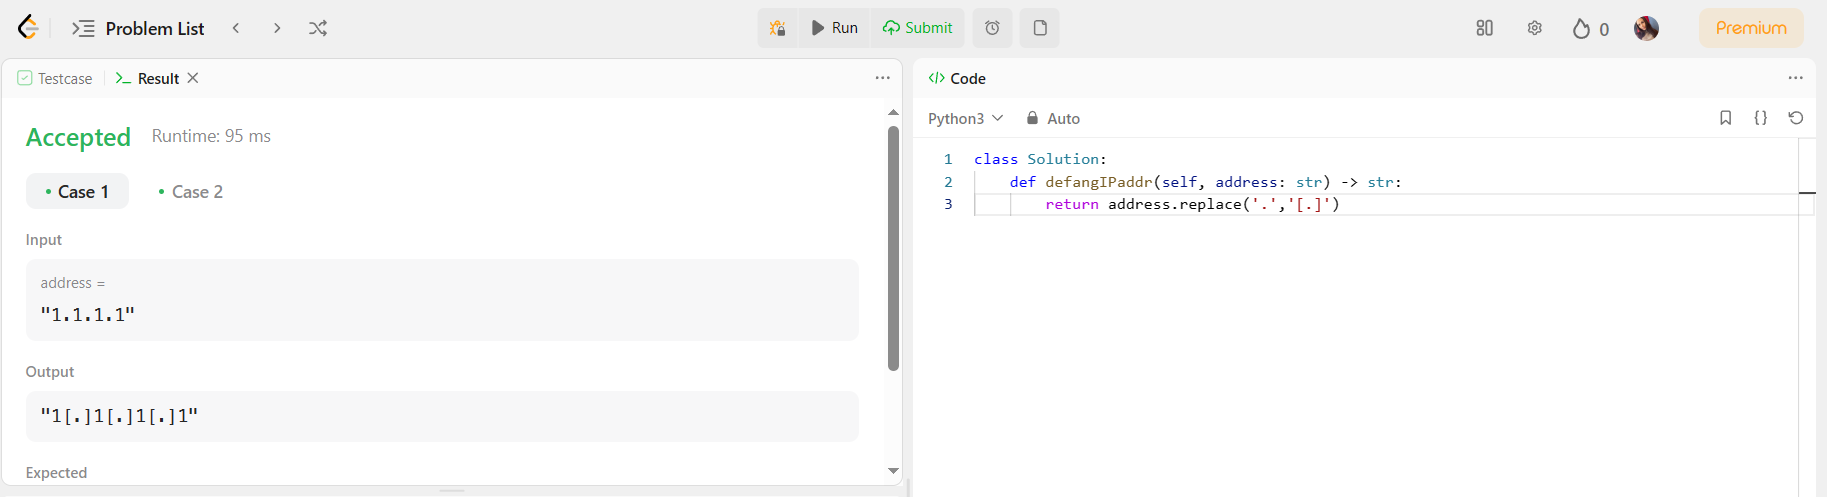 Problem List
Run
Submit
0
Premium
Testcase
Result
Accepted
Runtime: 95 ms
Case 1
Case 2
Input
address =
"1.1.1.1"
Output
"1[.]1[.]1[.]1"
Expected
Code
Python3
Auto
1 class Solution:
2 def defangIPaddr(self, address: str) -> str:
3 return address.replace('.','[.]')